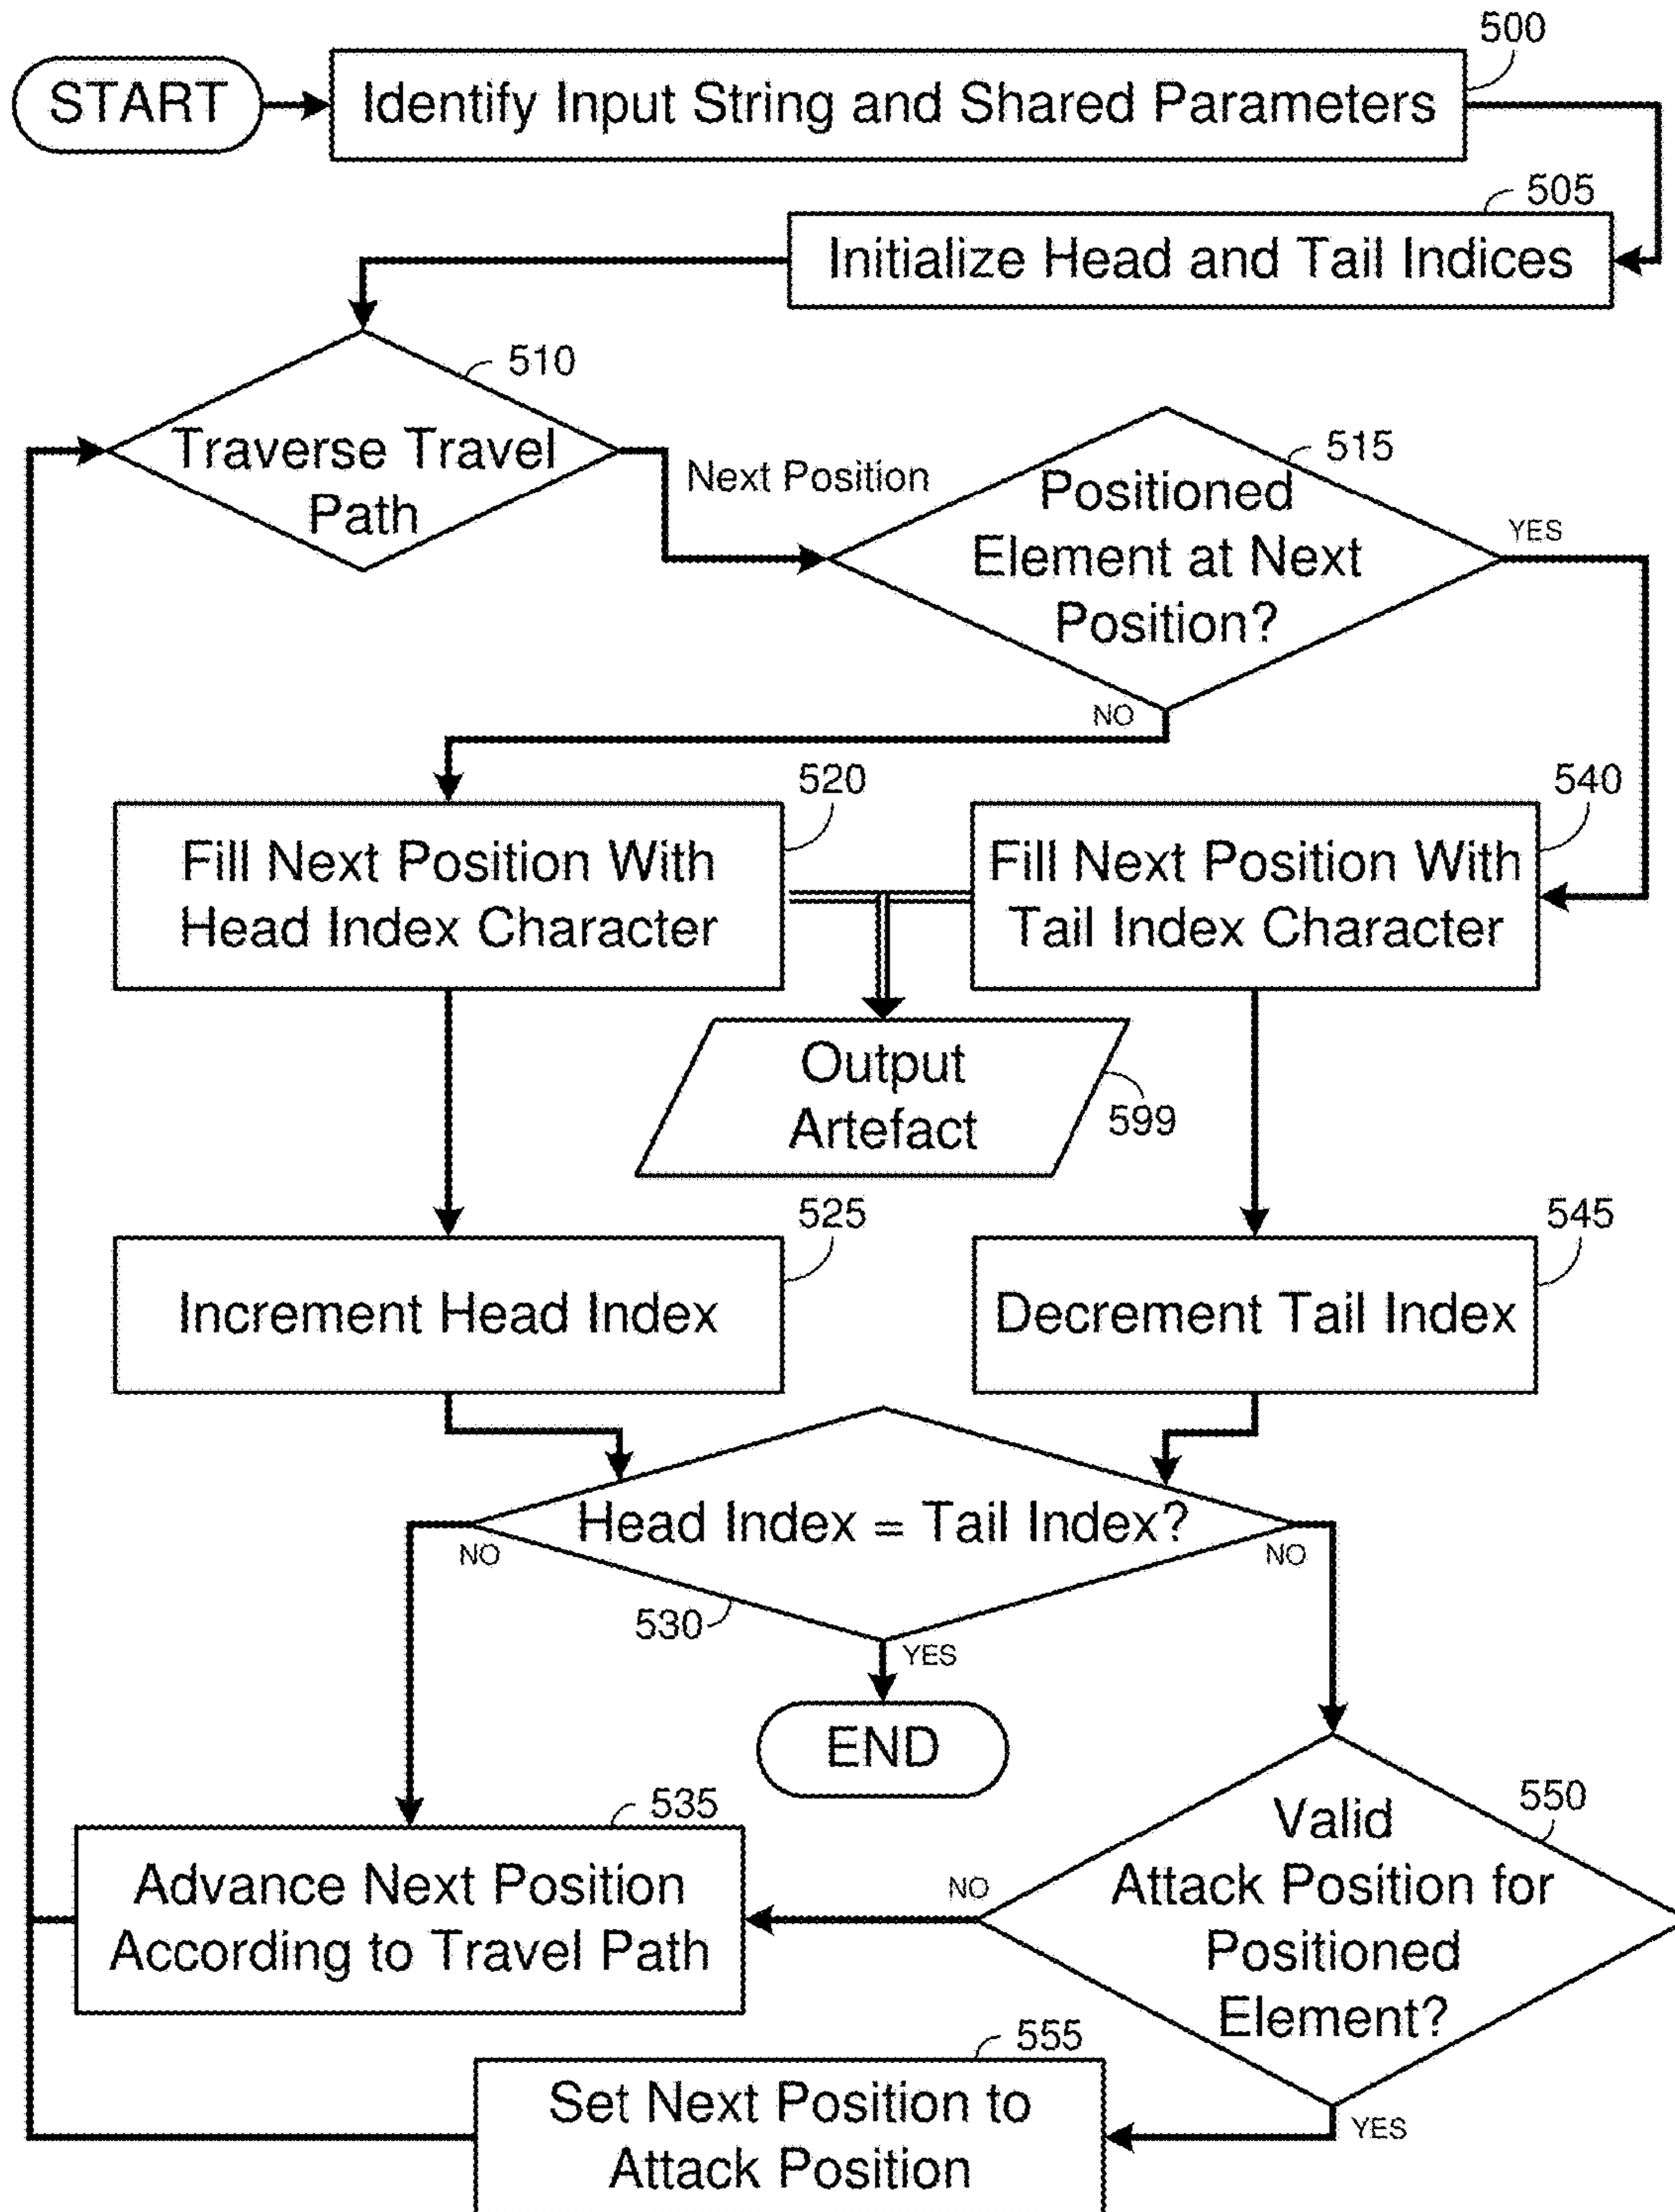 500
START
Identify Input String and Shared Parameters
505
Initialize Head and Tail Indices
510
Traverse Travel
Path
Next Position
515
Positioned
Element at Next
Position?
YES
NO
520
540
Fill Next Position With
Head Index Character
Fill Next Position With
Tail Index Character
Output
Artefact
599
525
545
Increment Head Index
Decrement Tail Index
Head Index = Tail Index?
NO
NO
530
YES
END
535
550
Advance Next Position
According to Travel Path
NO
Valid
Attack Position for
Positioned
Element?
555
Set Next Position to
Attack Position
YES